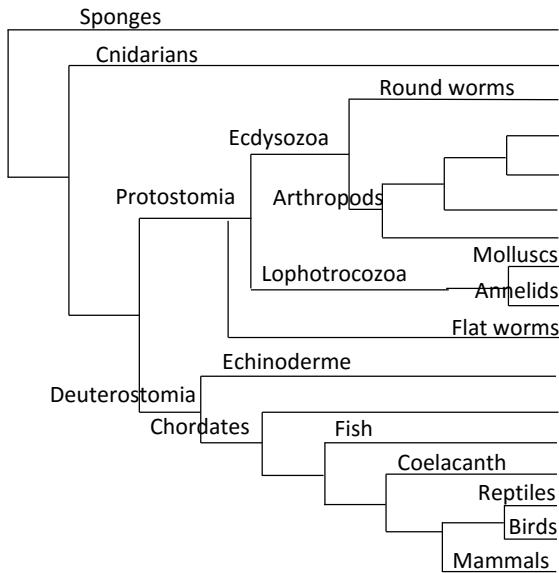 Sponges
Cnidarians
Round worms
Ecdysozoa
Protostomia
Arthropods
Molluscs
Lophotrocozoa
Annelids
Flat worms
Echinoderme
Deuterostomia
Chordates
Fish
Coelacanth
Reptiles
Birds
Mammals